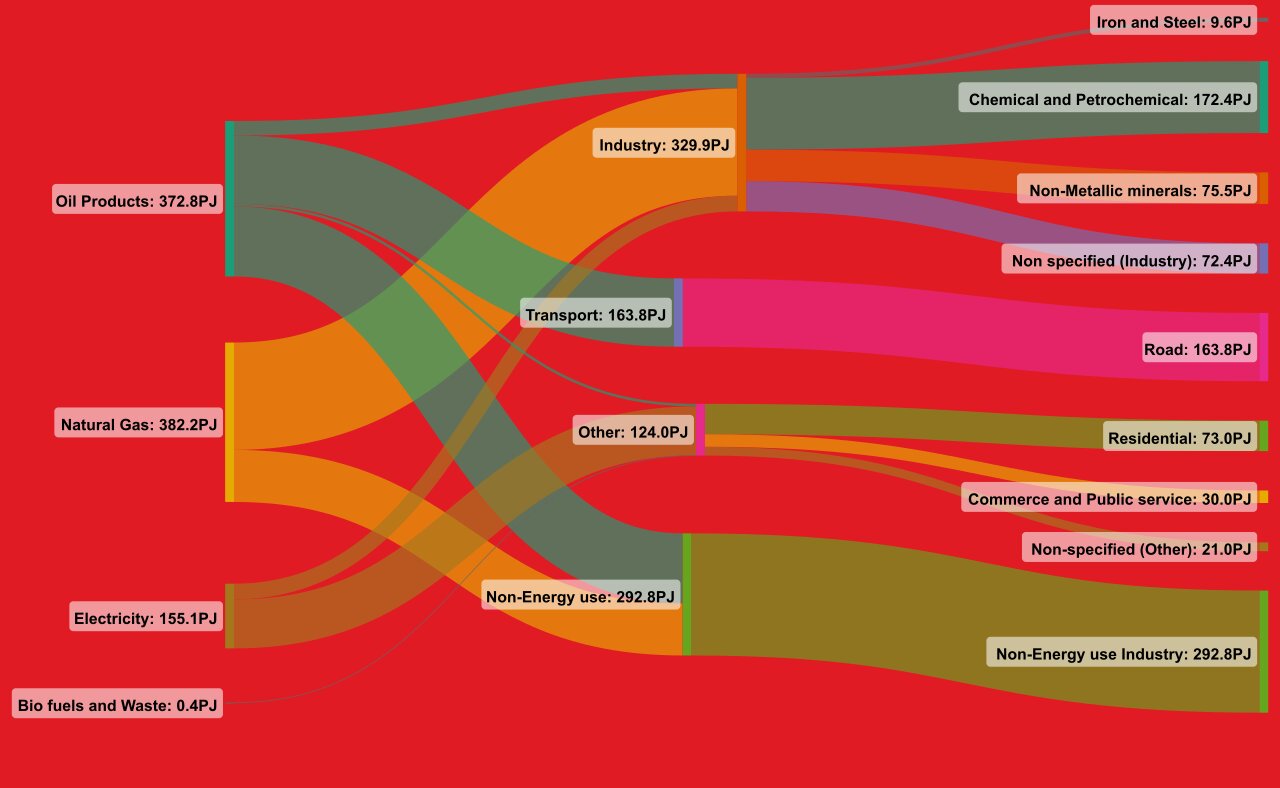 Oil Products: 372.8PJ
Natural Gas: 382.2PJ
Electricity: 155.1PJ
Bio fuels and Waste: 0.4PJ
Industry: 329.9PJ
Transport: 163.8PJ
Other: 124.0PJ
Non-Energy use: 292.8PJ
Iron and Steel: 9.6PJ
Chemical and Petrochemical: 172.4PJ
Non-Metallic minerals: 75.5PJ
Non specified (Industry): 72.4PJ
Road: 163.8PJ
Residential: 73.0PJ
Commerce and Public service: 30.0PJ
Non-specified (Other): 21.0PJ
Non-Energy use Industry: 292.8PJ